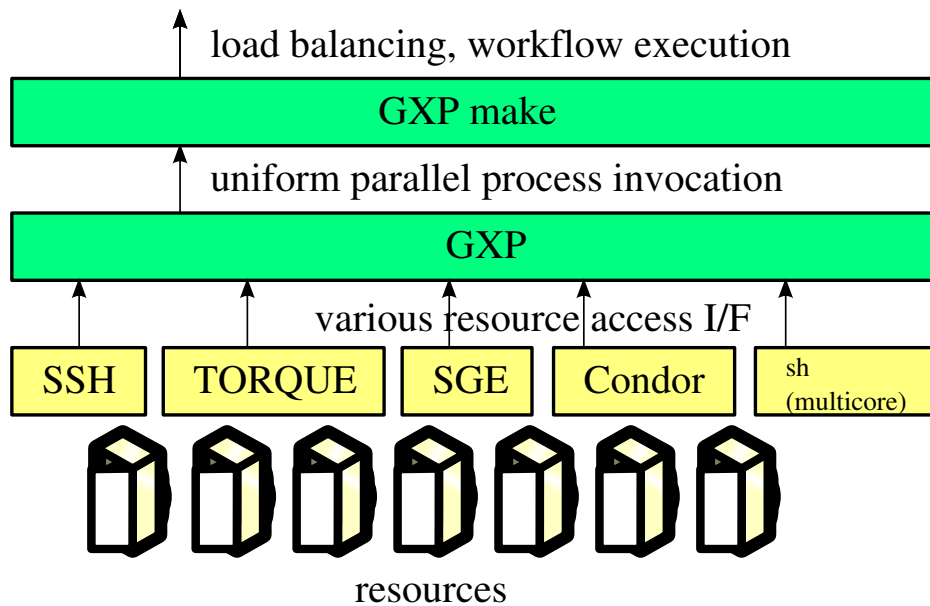 load balancing, workflow execution
GXP make
uniform parallel process invocation
GXP
various resource access I/F
SSH
TORQUE
SGE
Condor
sh
(multicore)
resources